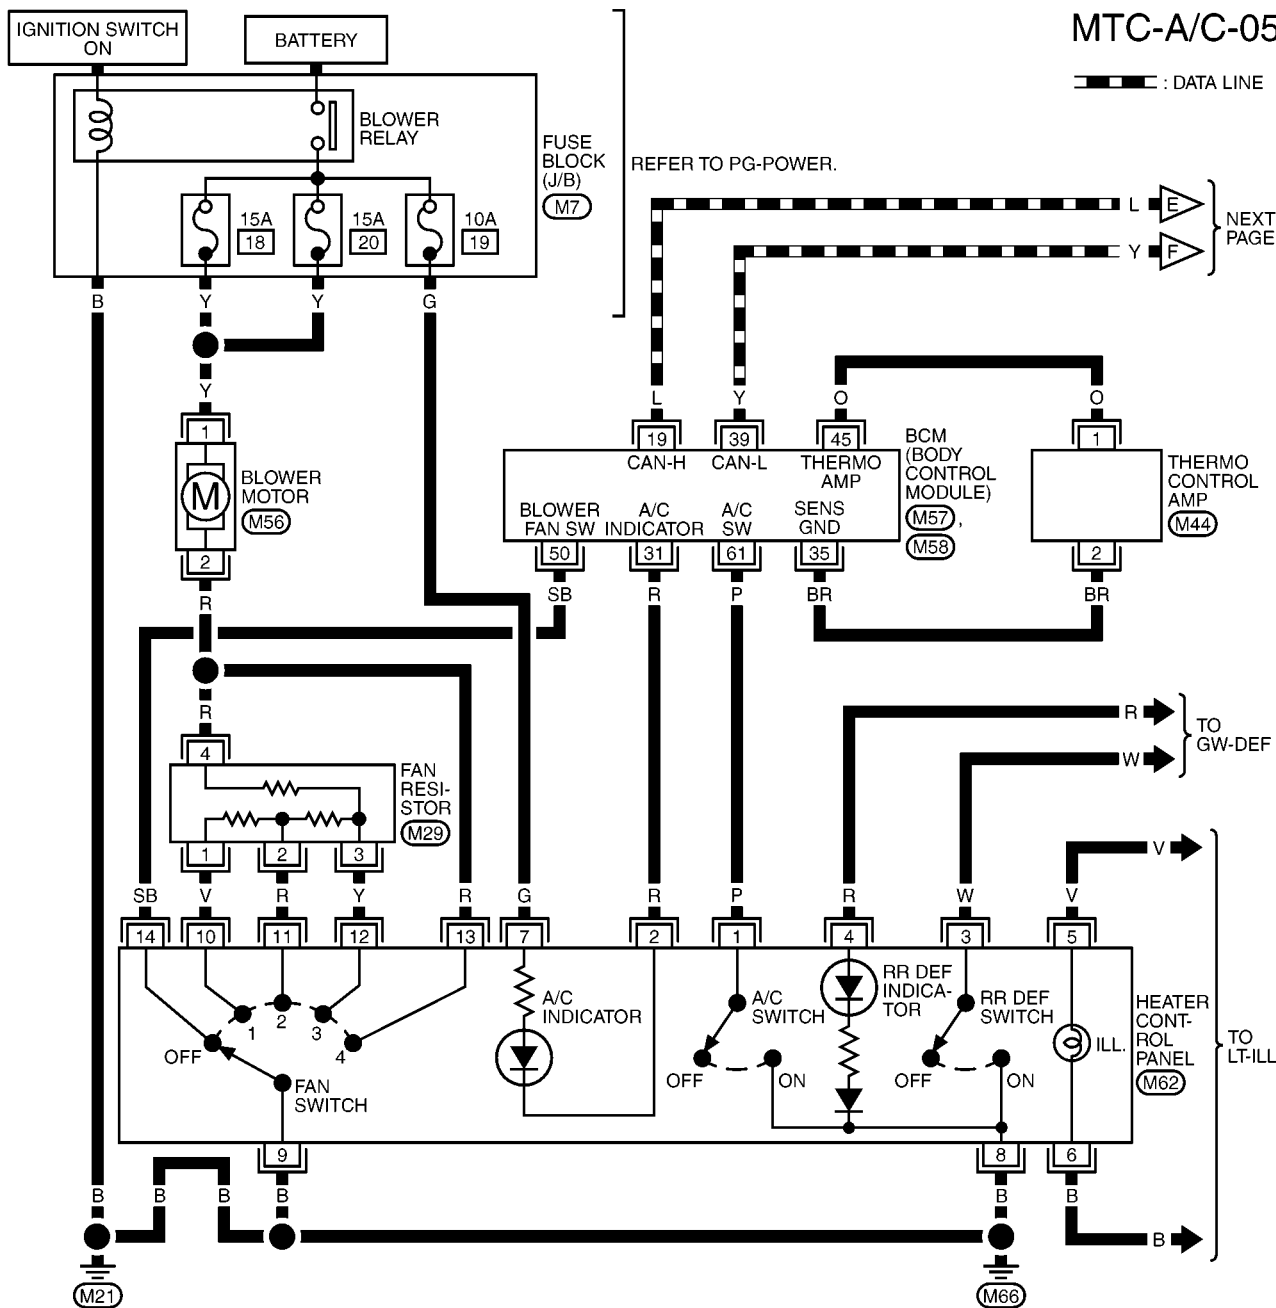 MTC-A/C-05
: DATA LINE
IGNITION SWITCH
ON
BATTERY
BLOWER
RELAY
FUSE
BLOCK
(J/B)
M7
REFER TO PG-POWER.
15A
18
15A
20
10A
19
B
Y
Y
G
L
E
Y
F
NEXT
PAGE
Y
L
Y
O
O
1
BLOWER
MOTOR
M56
M
2
R
19
39
45
CAN-H
CAN-L
THERMO
AMP
BLOWER
FAN SW
A/C
INDICATOR
A/C
SW
SENS
GND
50
31
61
35
BCM
(BODY
CONTROL
MODULE)
M57 ,
M58
1
THERMO
CONTROL
AMP
M44
2
SB
R
P
BR
BR
R
R
W
TO
GW-DEF
4
FAN
RESI-
STOR
M29
1
2
3
V
SB
V
R
Y
R
G
R
P
R
W
V
14
10
11
12
13
7
2
1
4
3
5
OFF
1
2
3
4
FAN
SWITCH
A/C
INDICATOR
A/C
SWITCH
OFF
ON
RR DEF
INDICA-
TOR
RR DEF
SWITCH
OFF
ON
ILL.
HEATER
CONT-
ROL
PANEL
M62
TO
LT-ILL
9
8
6
B
B
B
B
B
B
B
M21
M66